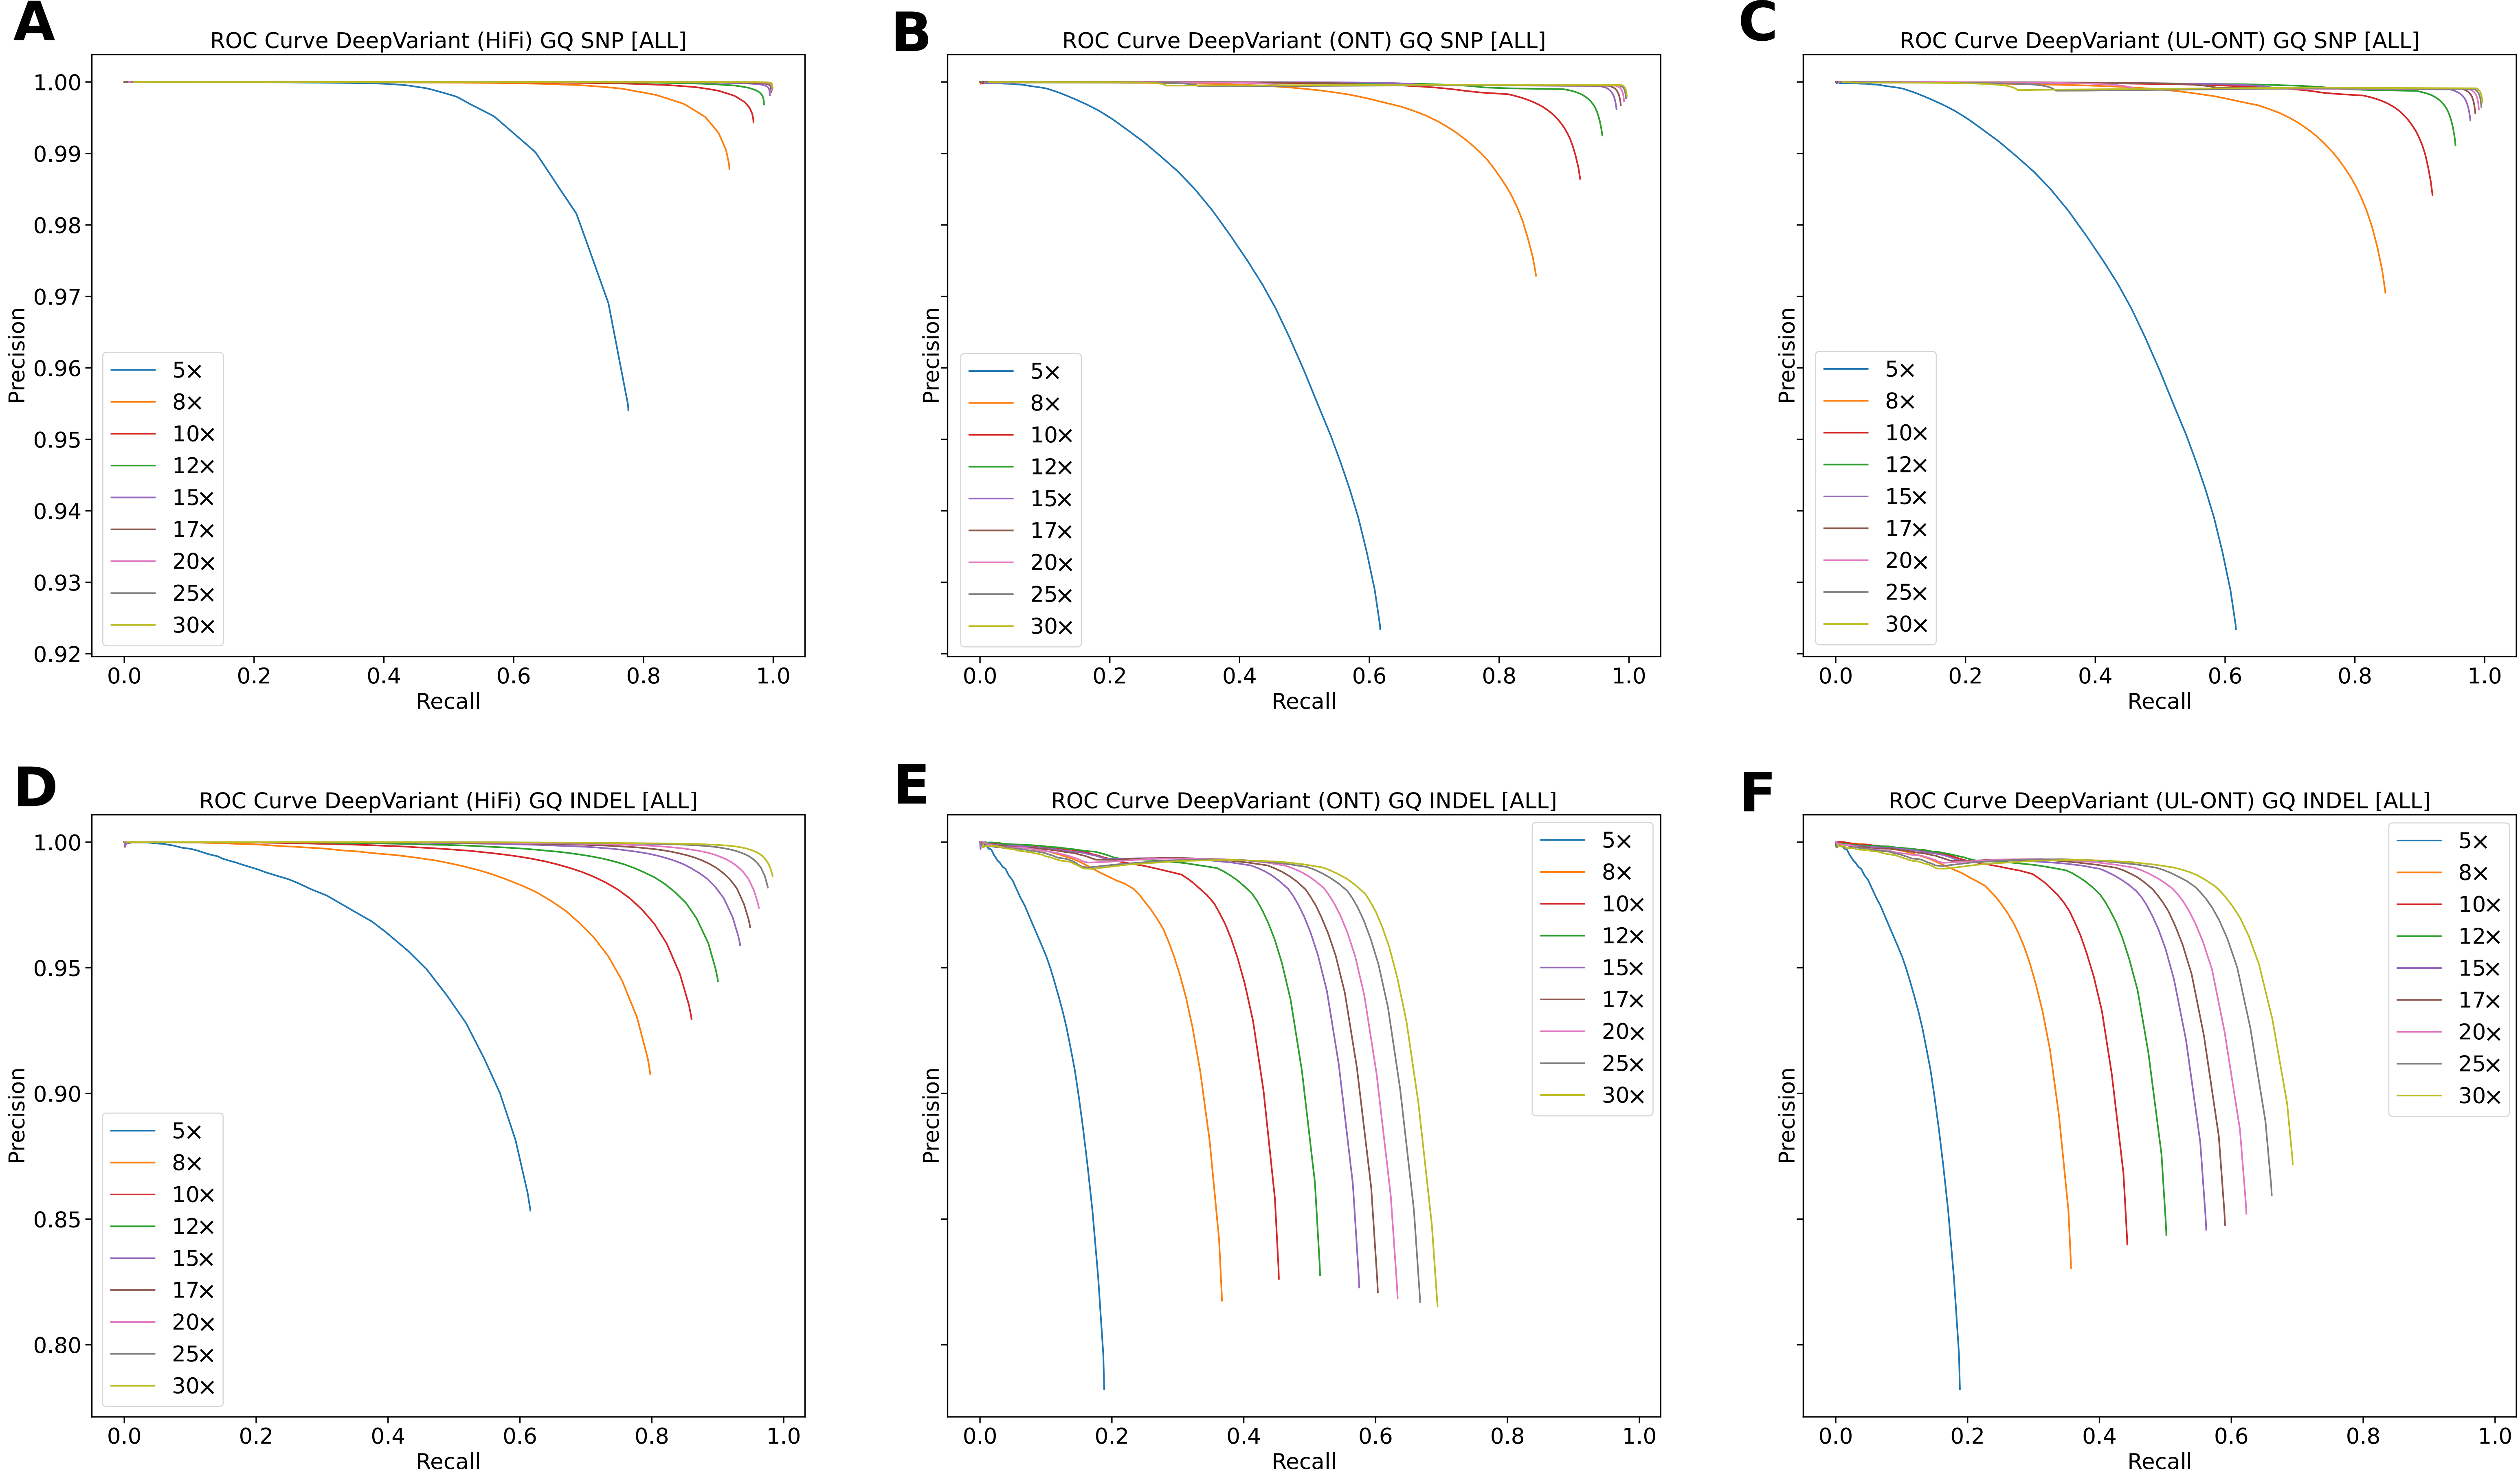 A
ROC Curve DeepVariant (HiFi) GQ SNP [ALL]
1.00
0.99
0.98
0.97
0.96
0.95
0.94
0.93
0.92
Precision
5×
8×
10×
12×
15×
17×
20×
25×
30×
0.0 0.2 0.4 0.6 0.8 1.0
Recall
B
ROC Curve DeepVariant (ONT) GQ SNP [ALL]
Precision
5×
8×
10×
12×
15×
17×
20×
25×
30×
0.0 0.2 0.4 0.6 0.8 1.0
Recall
C
ROC Curve DeepVariant (UL-ONT) GQ SNP [ALL]
Precision
5×
8×
10×
12×
15×
17×
20×
25×
30×
0.0 0.2 0.4 0.6 0.8 1.0
Recall
D
ROC Curve DeepVariant (HiFi) GQ INDEL [ALL]
1.00
0.95
0.90
0.85
0.80
Precision
5×
8×
10×
12×
15×
17×
20×
25×
30×
0.0 0.2 0.4 0.6 0.8 1.0
Recall
E
ROC Curve DeepVariant (ONT) GQ INDEL [ALL]
Precision
5×
8×
10×
12×
15×
17×
20×
25×
30×
0.0 0.2 0.4 0.6 0.8 1.0
Recall
F
ROC Curve DeepVariant (UL-ONT) GQ INDEL [ALL]
Precision
5×
8×
10×
12×
15×
17×
20×
25×
30×
0.0 0.2 0.4 0.6 0.8 1.0
Recall